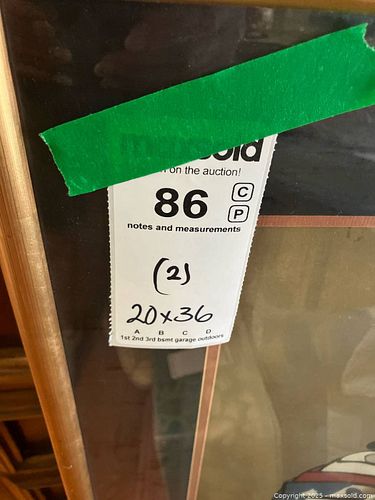 maxsold
on the auction!
86
C
P
notes and measurements
(2)
20x36
A B C D
1st 2nd 3rd bsmt garage outdoors
Copyright 2025 - maxsold.com